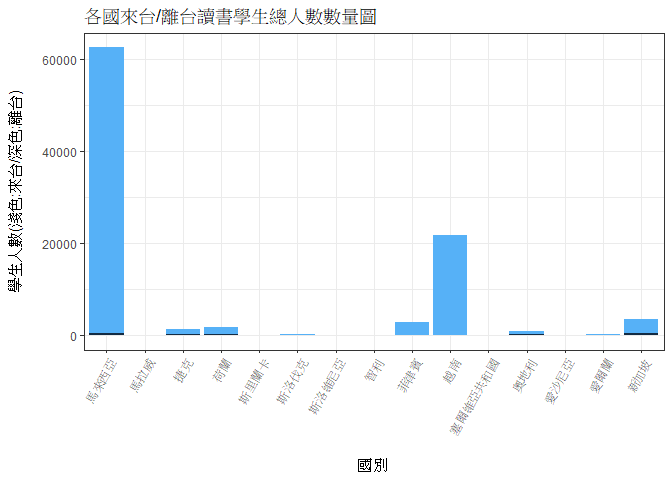 各國來台/離台讀書學生總人數數量圖
學生人數(淺色:來台/深色:離台)
60000
40000
20000
0
馬來西亞
馬拉威
捷克
荷蘭
斯里蘭卡
斯洛伐克
斯洛維尼亞
智利
菲律賓
越南
塞爾維亞共和國
奧地利
愛沙尼亞
愛爾蘭
新加坡
國別